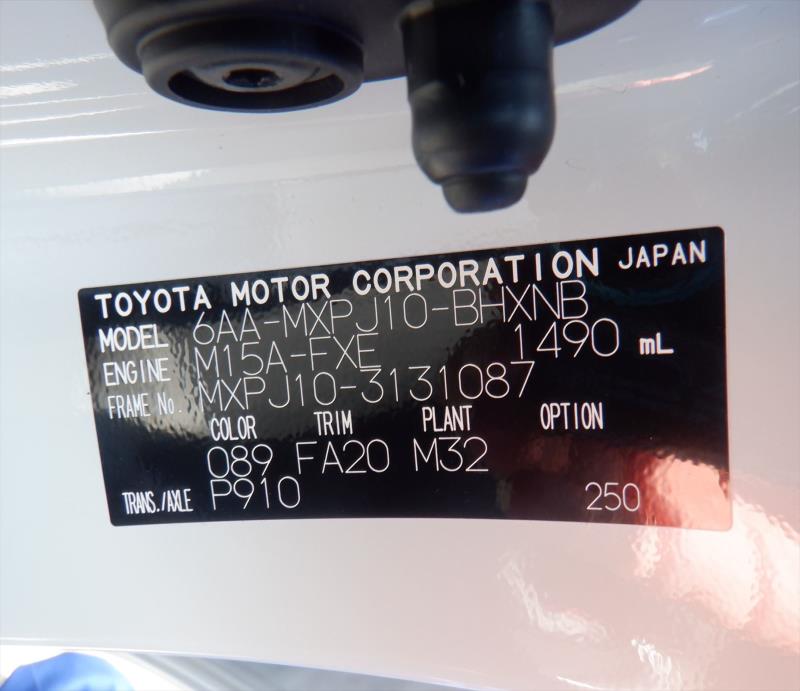 TOYOTA MOTOR CORPORATION JAPAN
MODEL 6AA-MXPJ10-BHXNB
ENGINE M15A-FXE 1490 mL
FRAME No. MXPJ10-3131087
COLOR TRIM PLANT OPTION
089 FA20 M32
TRANS./AXLE P910 250